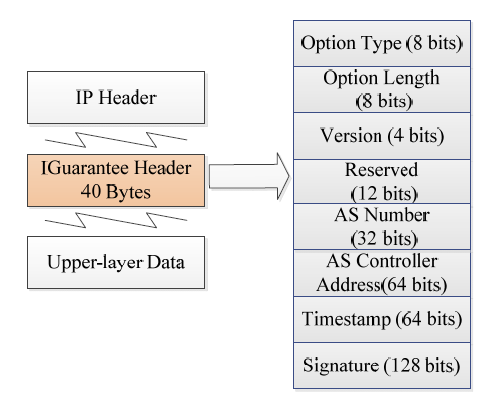 IP Header
IGuarantee Header
40 Bytes
Upper-layer Data
Option Type (8 bits)
Option Length
(8 bits)
Version (4 bits)
Reserved
(12 bits)
AS Number
(32 bits)
AS Controller
Address(64 bits)
Timestamp (64 bits)
Signature (128 bits)